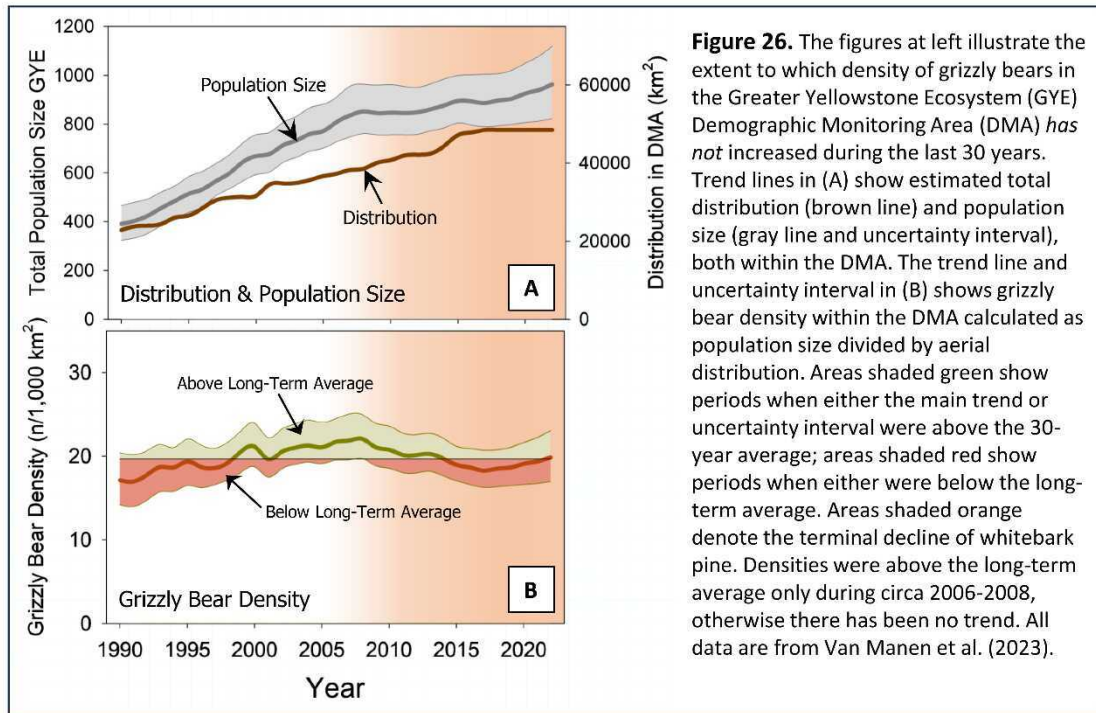 1200
1000
800
600
400
200
0
Total Population Size GYE
Population Size
Distribution
60000
40000
20000
0
Distribution in DMA (km²)
Distribution & Population Size
A
30
20
10
0
Grizzly Bear Density (n/1,000 km²)
Above Long-Term Average
Below Long-Term Average
Grizzly Bear Density
B
1990 1995 2000 2005 2010 2015 2020
Year
Figure 26. The figures at left illustrate the
extent to which density of grizzly bears in
the Greater Yellowstone Ecosystem (GYE)
Demographic Monitoring Area (DMA) has
not increased during the last 30 years.
Trend lines in (A) show estimated total
distribution (brown line) and population
size (gray line and uncertainty interval),
both within the DMA. The trend line and
uncertainty interval in (B) shows grizzly
bear density within the DMA calculated as
population size divided by aerial
distribution. Areas shaded green show
periods when either the main trend or
uncertainty interval were above the 30-
year average; areas shaded red show
periods when either were below the long-
term average. Areas shaded orange
denote the terminal decline of whitebark
pine. Densities were above the long-term
average only during circa 2006-2008,
otherwise there has been no trend. All
data are from Van Manen et al. (2023).